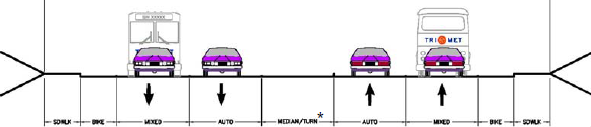 TRI MET
SDWLK BIKE MIXED AUTO MEDIAN/TURN* AUTO MIXED BIKE SDWLK